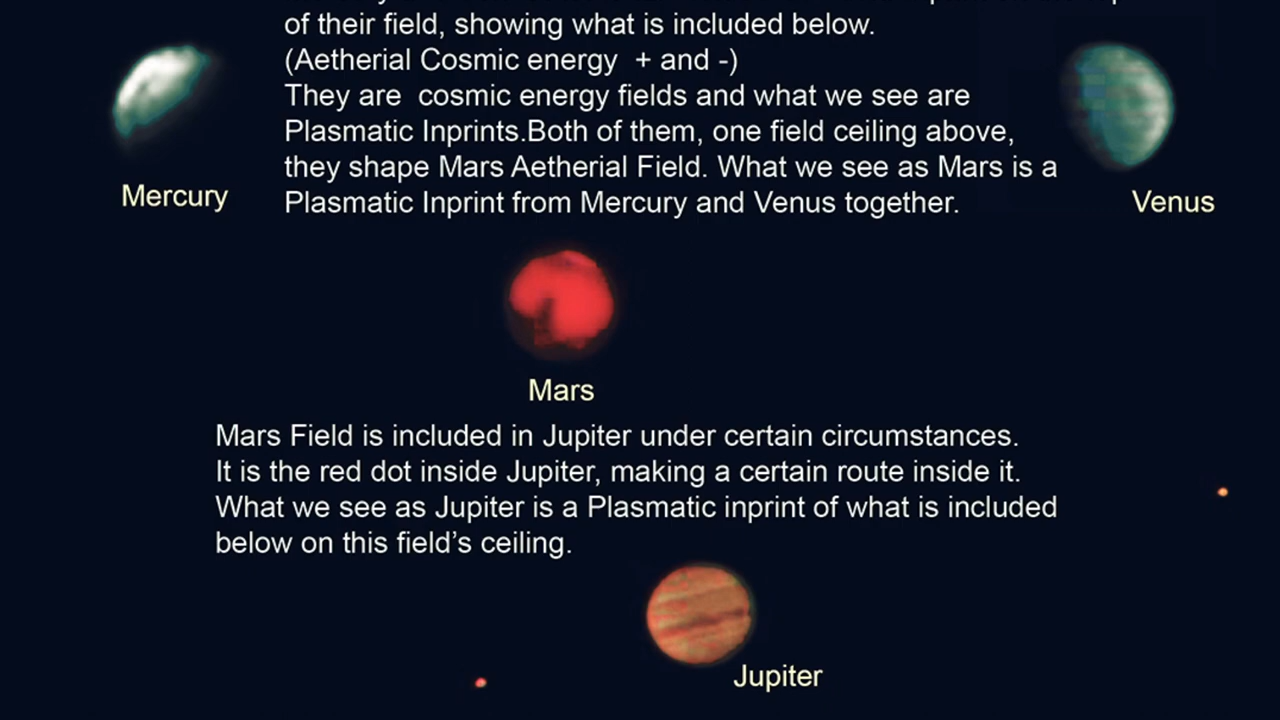 of their field, showing what is included below.
(Aetherial Cosmic energy + and -)
They are cosmic energy fields and what we see are
Plasmatic Inprints.Both of them, one field ceiling above,
they shape Mars Aetherial Field. What we see as Mars is a
Plasmatic Inprint from Mercury and Venus together.
Mercury
Venus
Mars
Mars Field is included in Jupiter under certain circumstances.
It is the red dot inside Jupiter, making a certain route inside it.
What we see as Jupiter is a Plasmatic inprint of what is included
below on this field’s ceiling.
Jupiter